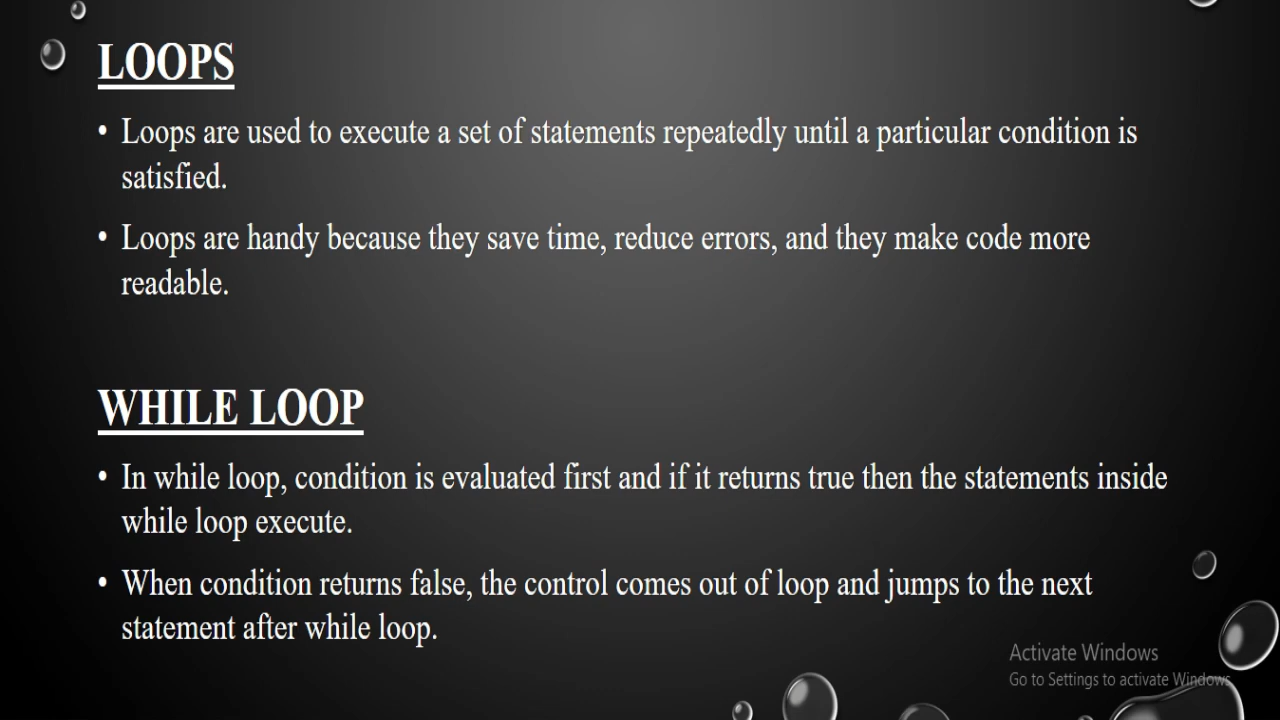 LOOPS
• Loops are used to execute a set of statements repeatedly until a particular condition is
satisfied.
• Loops are handy because they save time, reduce errors, and they make code more
readable.
WHILE LOOP
• In while loop, condition is evaluated first and if it returns true then the statements inside
while loop execute.
• When condition returns false, the control comes out of loop and jumps to the next
statement after while loop.
Activate Windows
Go to Settings to activate Windows.